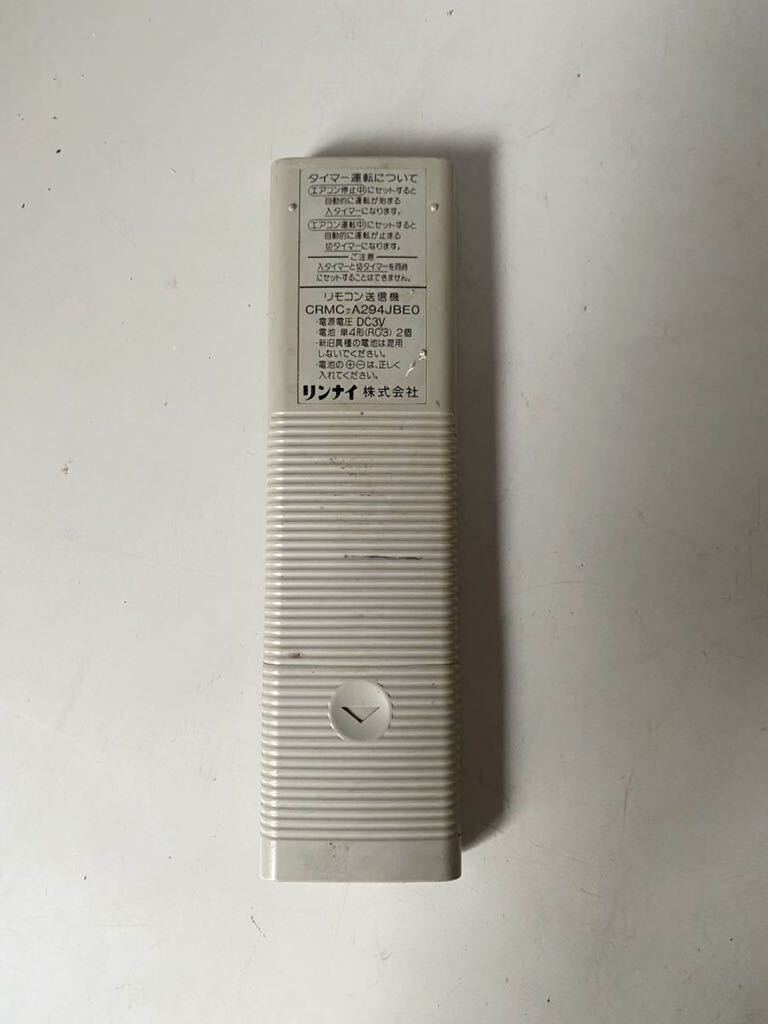 タイマー運転について
エアコン停止中にセットすると
自動的に運転が始まる
入タイマーになります。
エアコン運転中にセットすると
自動的に運転が止まる
切タイマーになります。
ご注意
入タイマーと切タイマーを同時
にセットすることはできません。
リモコン送信機
CRMC-A294JBE0
・電源電圧 DC3V
・電池 単4形(R03) 2個
・新旧異種の電池は混用
しないでください。
・電池の⊕⊖は、正しく
入れてください。
リンナイ 株式会社